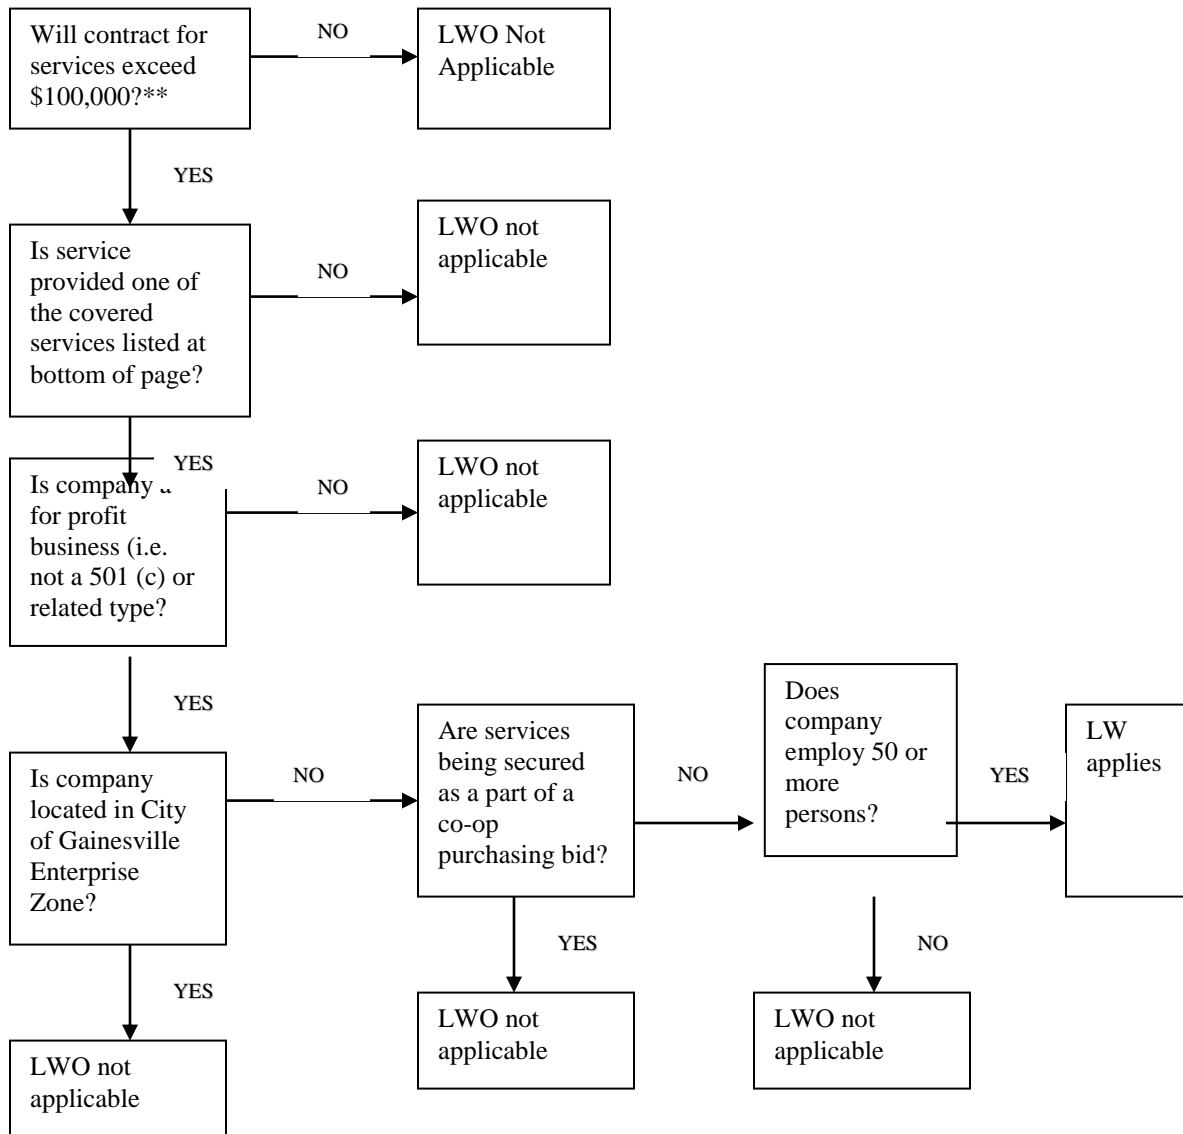 Will contract for
services exceed
$100,000?**
NO
LWO Not
Applicable
YES
Is service
provided one of
the covered
services listed at
bottom of page?
NO
LWO not
applicable
YES
Is company a
for profit
business (i.e.
not a 501 (c) or
related type?
NO
LWO not
applicable
YES
Is company
located in City
of Gainesville
Enterprise
Zone?
NO
Are services
being secured
as a part of a
co-op
purchasing bid?
NO
Does
company
employ 50 or
more
persons?
YES
LW
applies
YES
LWO not
applicable
YES
LWO not
applicable
NO
LWO not
applicable